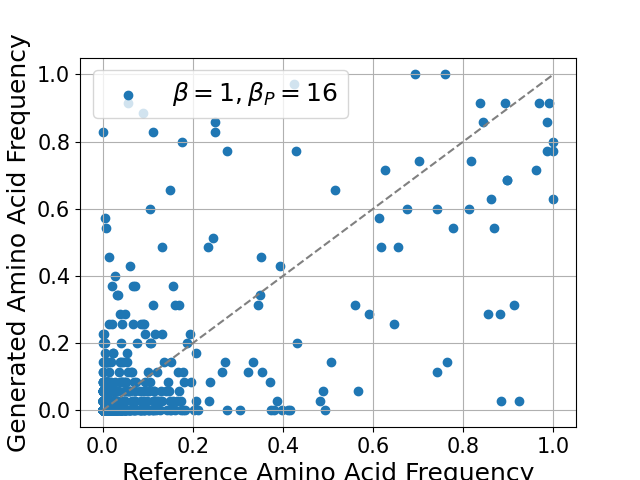 Generated Amino Acid Frequency
1.0
0.8
0.6
0.4
0.2
0.0
β = 1, β_P = 16
0.0 0.2 0.4 0.6 0.8 1.0
Reference Amino Acid Frequency